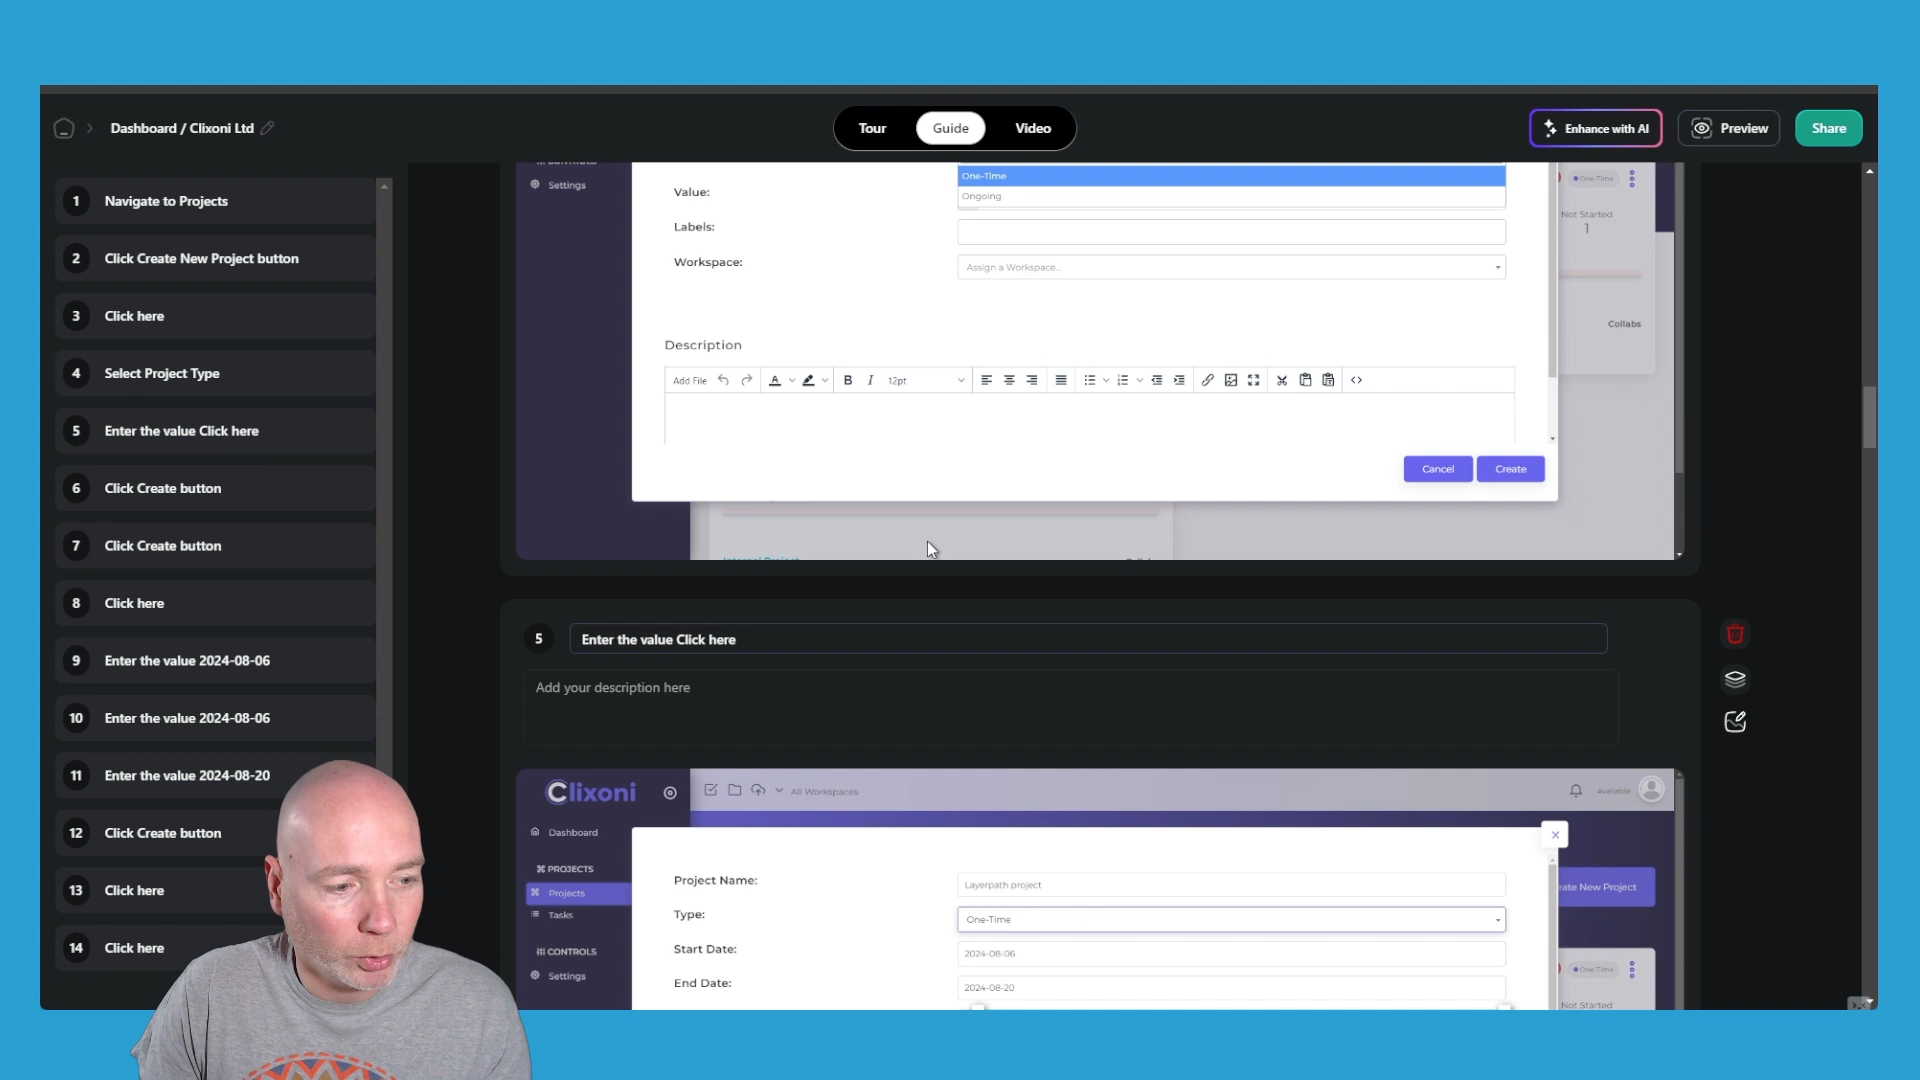 Dashboard / Clixoni Ltd
Tour
Guide
Video
Enhance with AI
Preview
Share
1 Navigate to Projects
2 Click Create New Project button
3 Click here
4 Select Project Type
5 Enter the value Click here
6 Click Create button
7 Click Create button
8 Click here
9 Enter the value 2024-08-06
10 Enter the value 2024-08-06
11 Enter the value 2024-08-20
12 Click Create button
13 Click here
14 Click here
Settings
One-Time
Ongoing
Value:
Labels:
Workspace:
Assign a Workspace..
One-Time
Not Started
1
Collabs
Description
Add File
A
B
I
12pt
Cancel
Create
5
Enter the value Click here
Add your description here
Clixoni
All Workspaces
Available
Dashboard
PROJECTS
Projects
Tasks
CONTROLS
Settings
Project Name:
Layerpath project
Type:
One-Time
Start Date:
2024-08-06
End Date:
2024-08-20
eate New Project
One-Time
Not Started